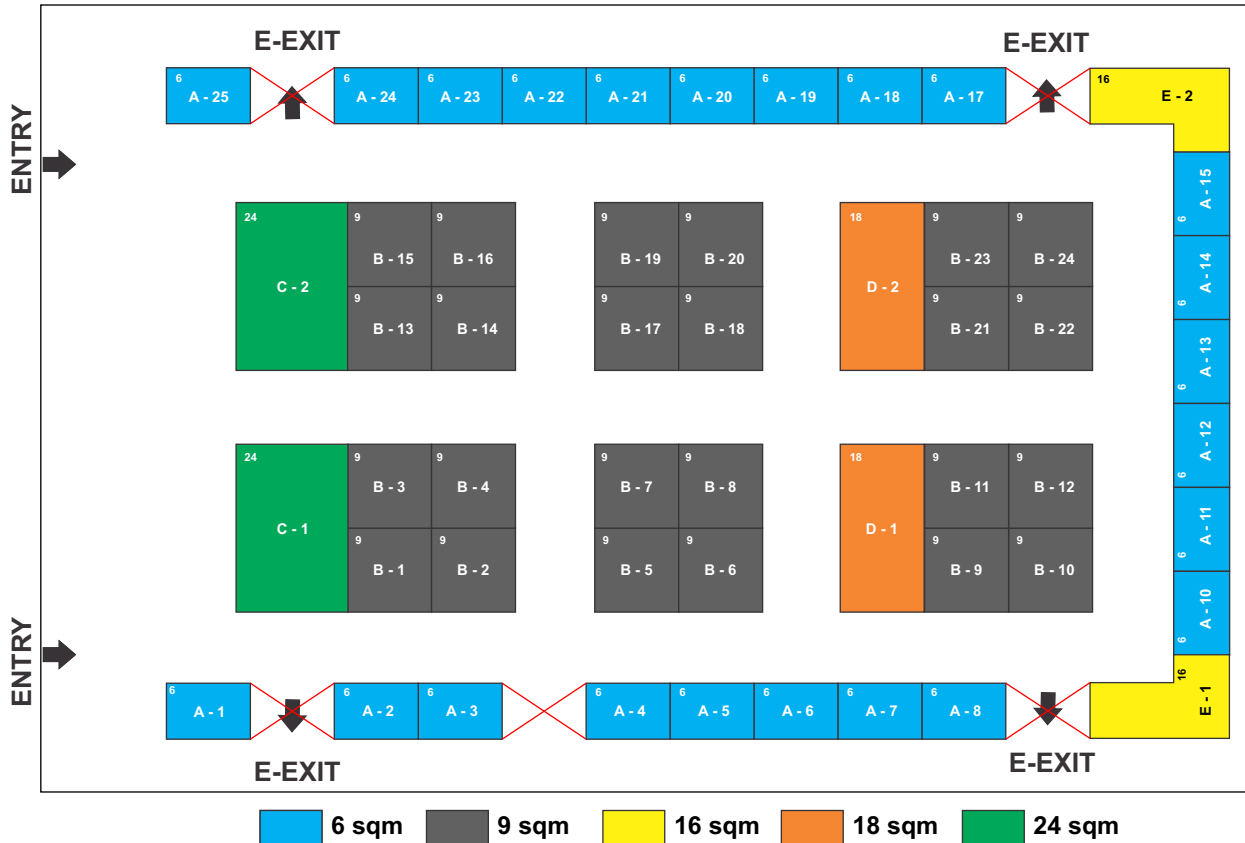 E-EXIT
E-EXIT
6 6 6 6 6 6 6 6 6 16
A - 25 A - 24 A - 23 A - 22 A - 21 A - 20 A - 19 A - 18 A - 17 E - 2
ENTRY
6 A - 15
24 9 9 9 9 18 9 9
B - 15 B - 16 B - 19 B - 20 B - 23 B - 24
6 A - 14
C - 2 D - 2
9 9 9 9 9 9
B - 13 B - 14 B - 17 B - 18 B - 21 B - 22
6 A - 13
6 A - 12
24 9 9 9 9 18 9 9
B - 3 B - 4 B - 7 B - 8 B - 11 B - 12
C - 1 D - 1
6 A - 11
9 9 9 9 9 9
B - 1 B - 2 B - 5 B - 6 B - 9 B - 10
6 A - 10
ENTRY
6 6 6 6 6 6 6 6 16
A - 1 A - 2 A - 3 A - 4 A - 5 A - 6 A - 7 A - 8 E - 1
E-EXIT
E-EXIT
6 sqm 9 sqm 16 sqm 18 sqm 24 sqm